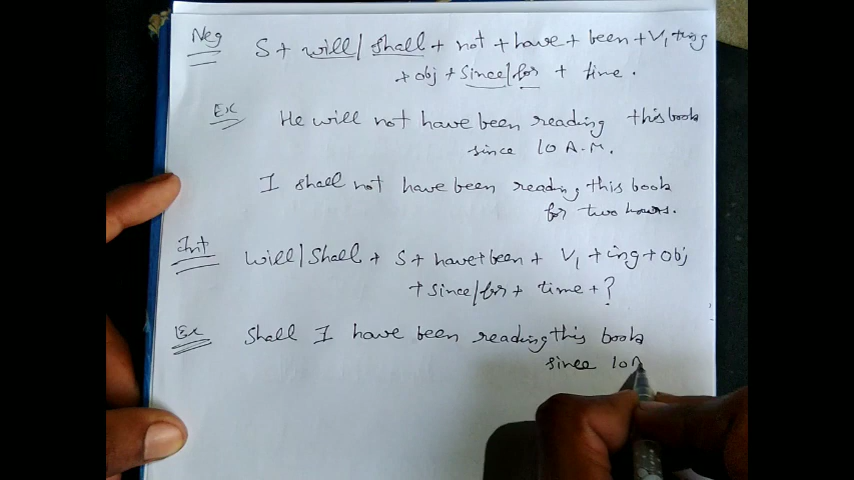 Neg S + will/shall + not + have + been + V1 + ing
+ obj + since/for + time.
Ex He will not have been reading this book
since 10 A.M.
I shall not have been reading this book
for two hours.
Int Will/Shall + S + have + been + V1 + ing + obj
+ since/for + time + ?
Ex Shall I have been reading this book
since 10